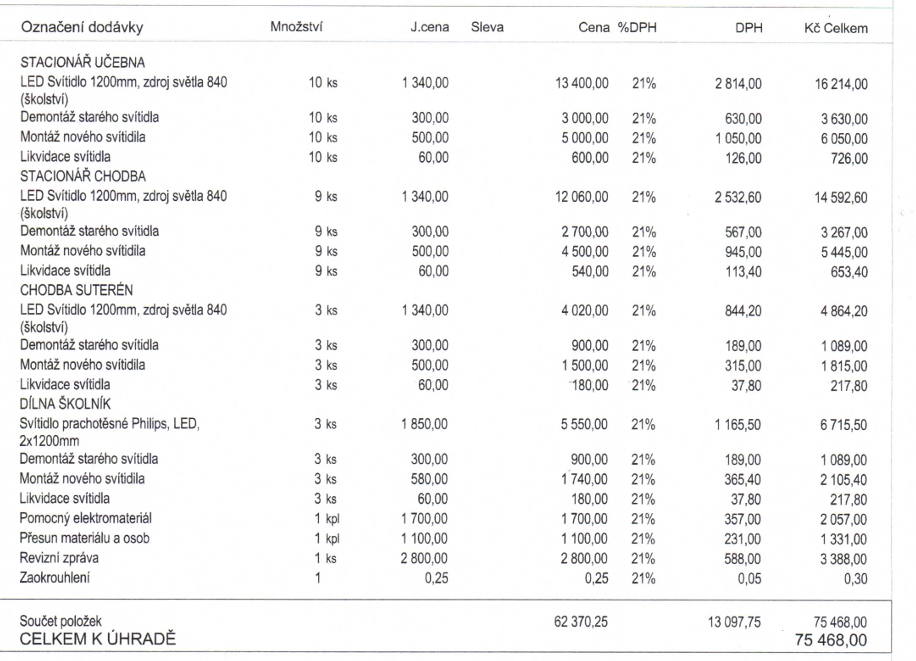 Označení dodávky Množství J.cena Sleva Cena %DPH DPH Kč Celkem
STACIONÁŘ UČEBNA
LED Svítidlo 1200mm, zdroj světla 840 10 ks 1 340,00 13 400,00 21% 2 814,00 16 214,00
(školství)
Demontáž starého svítidla 10 ks 300,00 3 000,00 21% 630,00 3 630,00
Montáž nového svítidila 10 ks 500,00 5 000,00 21% 1 050,00 6 050,00
Likvidace svítidla 10 ks 60,00 600,00 21% 126,00 726,00
STACIONÁŘ CHODBA
LED Svítidlo 1200mm, zdroj světla 840 9 ks 1 340,00 12 060,00 21% 2 532,60 14 592,60
(školství)
Demontáž starého svítidla 9 ks 300,00 2 700,00 21% 567,00 3 267,00
Montáž nového svítidila 9 ks 500,00 4 500,00 21% 945,00 5 445,00
Likvidace svítidla 9 ks 60,00 540,00 21% 113,40 653,40
CHODBA SUTERÉN
LED Svítidlo 1200mm, zdroj světla 840 3 ks 1 340,00 4 020,00 21% 844,20 4 864,20
(školství)
Demontáž starého svítidla 3 ks 300,00 900,00 21% 189,00 1 089,00
Montáž nového svítidila 3 ks 500,00 1 500,00 21% 315,00 1 815,00
Likvidace svítidla 3 ks 60,00 180,00 21% 37,80 217,80
DÍLNA ŠKOLNÍK
Svítidlo prachotěsné Philips, LED, 3 ks 1 850,00 5 550,00 21% 1 165,50 6 715,50
2x1200mm
Demontáž starého svítidla 3 ks 300,00 900,00 21% 189,00 1 089,00
Montáž nového svítidila 3 ks 580,00 1 740,00 21% 365,40 2 105,40
Likvidace svítidla 3 ks 60,00 180,00 21% 37,80 217,80
Pomocný elektromateriál 1 kpl 1 700,00 1 700,00 21% 357,00 2 057,00
Přesun materiálu a osob 1 kpl 1 100,00 1 100,00 21% 231,00 1 331,00
Revizní zpráva 1 ks 2 800,00 2 800,00 21% 588,00 3 388,00
Zaokrouhlení 1 0,25 0,25 21% 0,05 0,30
Součet položek 62 370,25 13 097,75 75 468,00
CELKEM K ÚHRADĚ 75 468,00